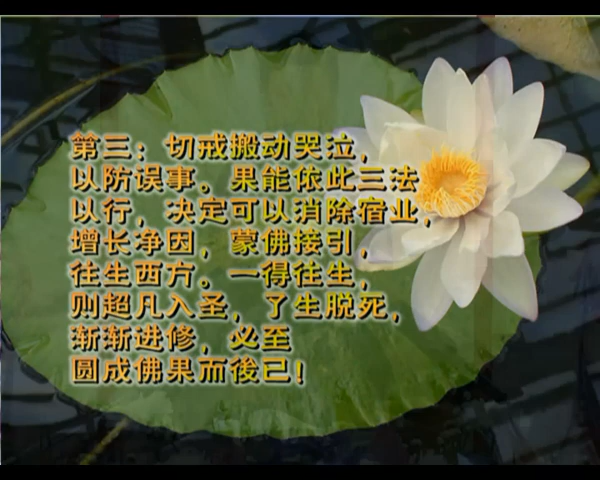 第三：切戒搬动哭泣，
以防误事。果能依此三法
以行，决定可以消除宿业，
增长净因，蒙佛接引，
往生西方。一得往生，
则超凡入圣，了生脱死，
渐渐进修，必至
圆成佛果而後已！